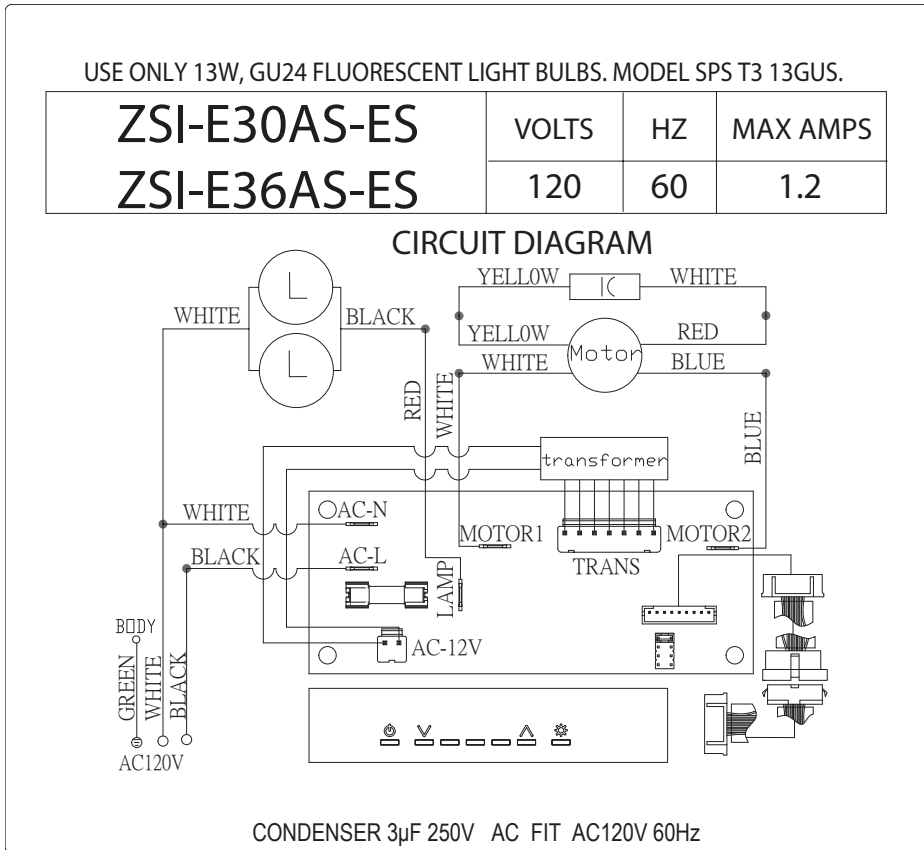 USE ONLY 13W, GU24 FLUORESCENT LIGHT BULBS. MODEL SPS T3 13GUS.
ZSI-E30AS-ES
ZSI-E36AS-ES
VOLTS HZ MAX AMPS
120 60 1.2
CIRCUIT DIAGRAM
YELL0W IC WHITE
L
WHITE BLACK
YELL0W RED
Motor
WHITE BLUE
L
RED
WHITE
BLUE
transformer
WHITE AC-N
MOTOR1 MOTOR2
BLACK AC-L
TRANS
LAMP
AC-12V
BODY
GREEN
WHITE
BLACK
AC120V
CONDENSER 3µF 250V AC FIT AC120V 60Hz